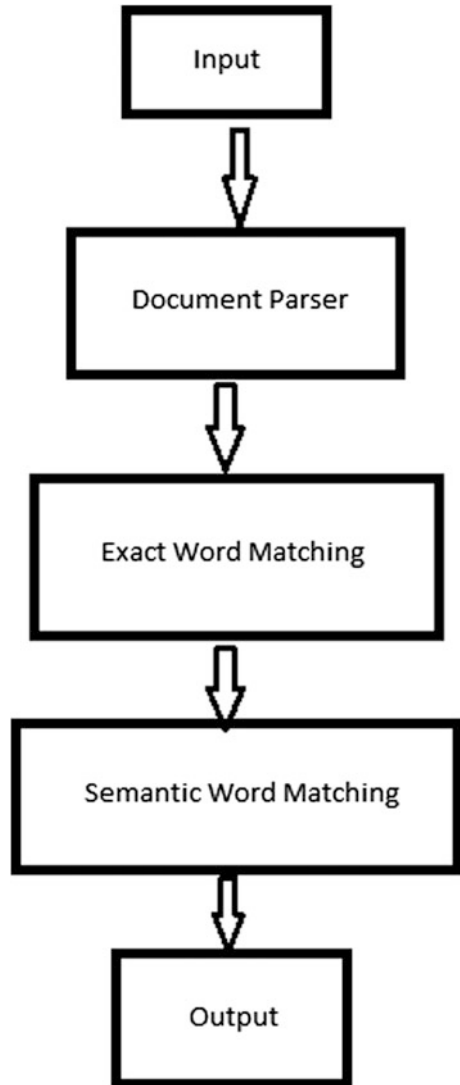 Input
Document Parser
Exact Word Matching
Semantic Word Matching
Output